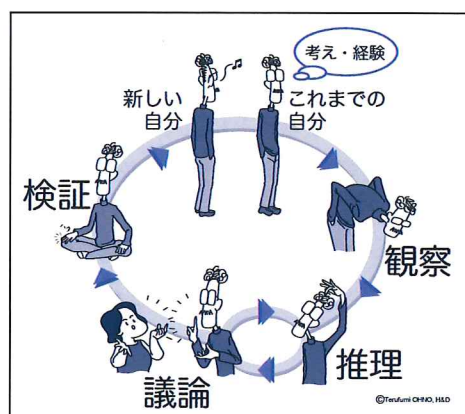 考え・経験
新しい
自分
これまでの
自分
検証
観察
議論
推理
©Terufumi OHNO, H&D